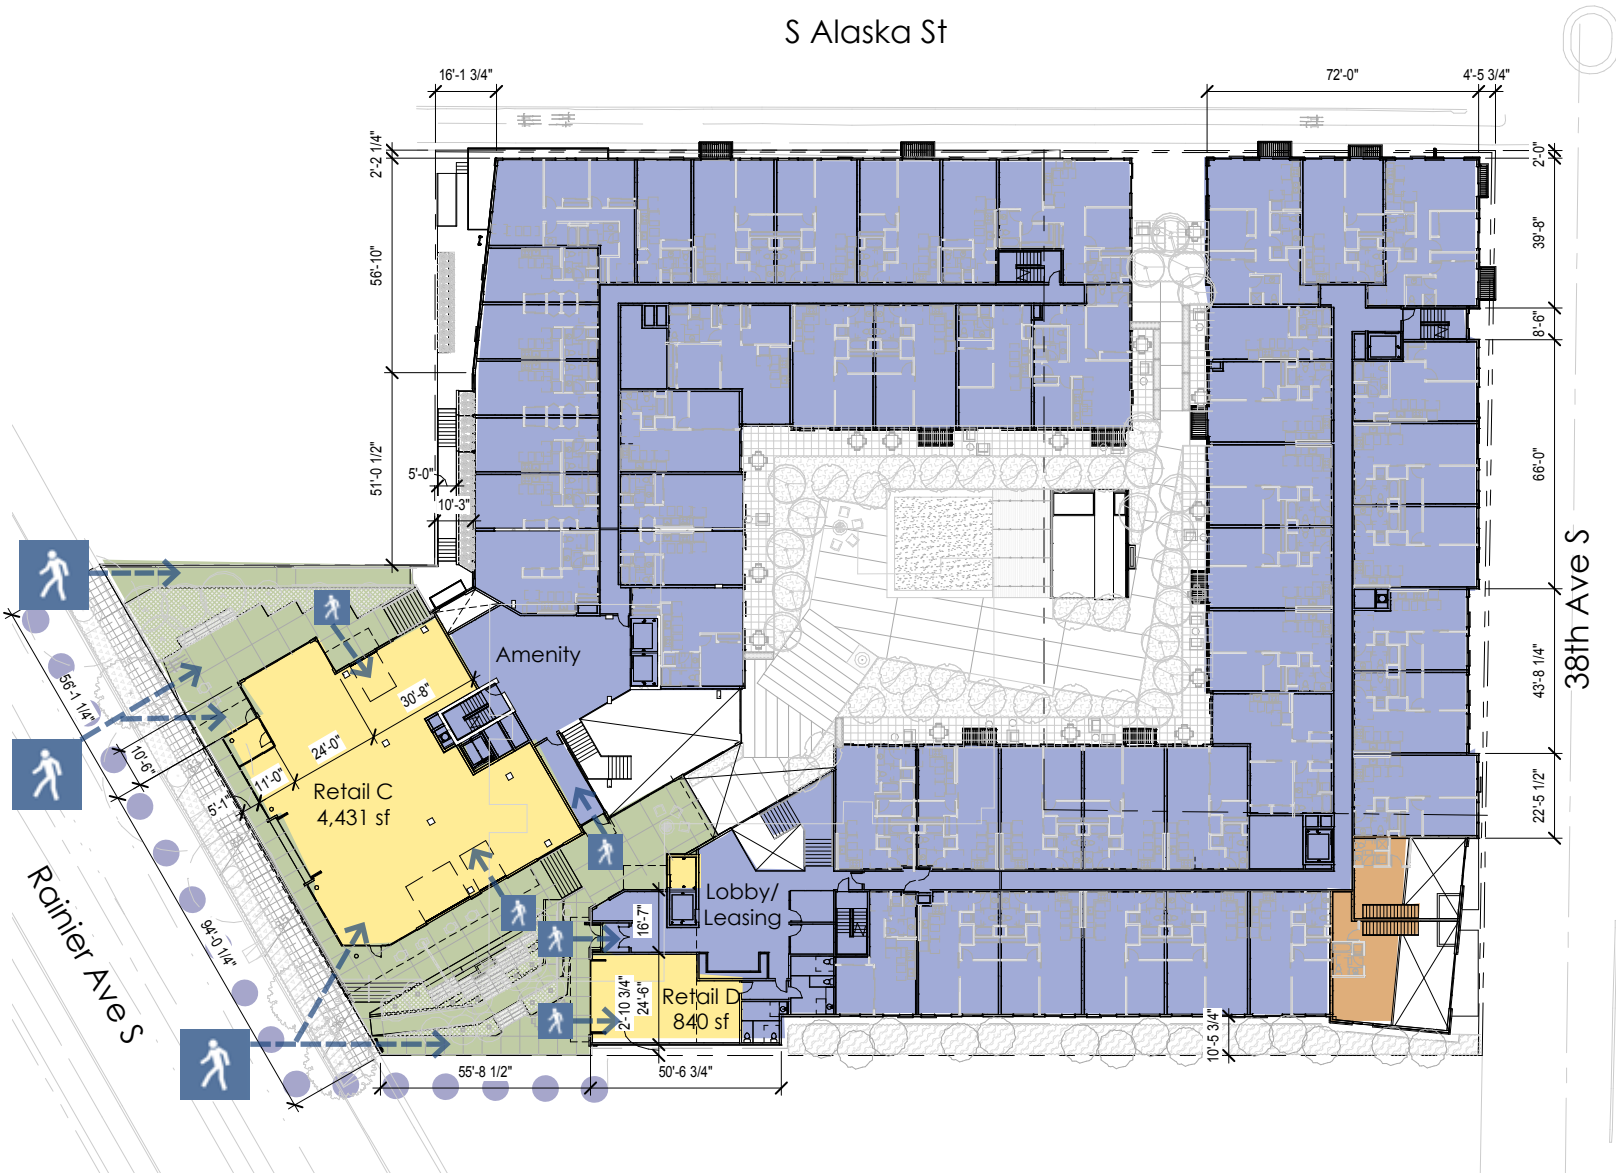 S Alaska St
16'-1 3/4"
72'-0"
4'-5 3/4"
2'-2 1/4"
2'-0"
39'-8"
56'-10"
8'-6"
51'-0 1/2"
5'-0"
10'-3"
66'-0"
38th Ave S
Amenity
56'-1 1/4"
30'-8"
43'-8 1/4"
24'-0"
10'-6"
11'-0"
5'-1"
Retail C
4,431 sf
22'-5 1/2"
Rainier Ave S
94'-0 1/4"
Lobby/
Leasing
16'-7"
Retail D
840 sf
2'-10 3/4"
24'-6"
10'-5 3/4"
55'-8 1/2"
50'-6 3/4"